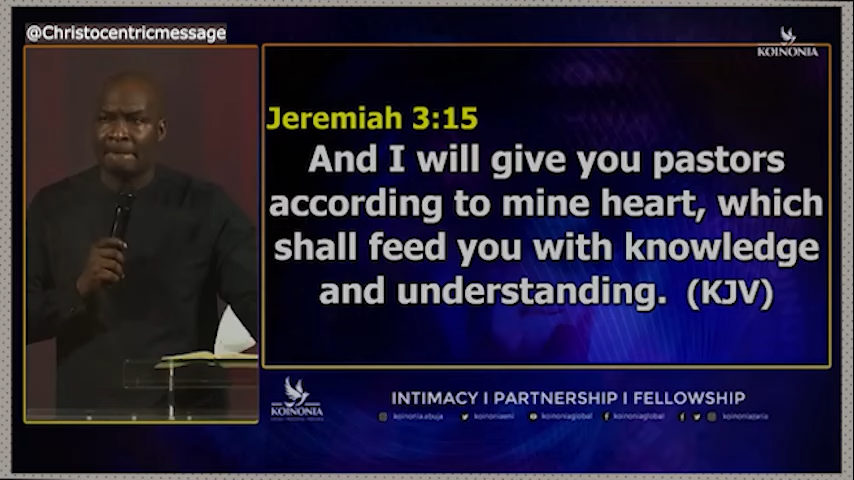 @Christocentricmessage
KOINONIA
Jeremiah 3:15
And I will give you pastors
according to mine heart, which
shall feed you with knowledge
and understanding. (KJV)
KOINONIA
INTIMACY I PARTNERSHIP I FELLOWSHIP
koinonia.abuja koinoniaeni koinoniaglobal koinoniaglobal koinoniazaria